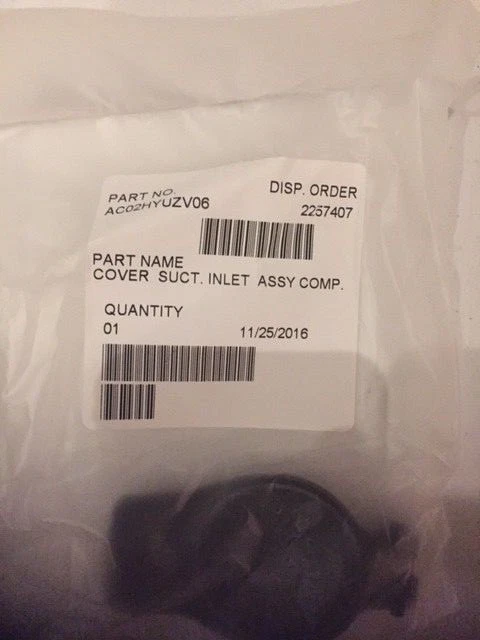 PART NO.
AC02HYUZV06
DISP. ORDER
2257407
PART NAME
COVER SUCT. INLET ASSY COMP.
QUANTITY
01
11/25/2016